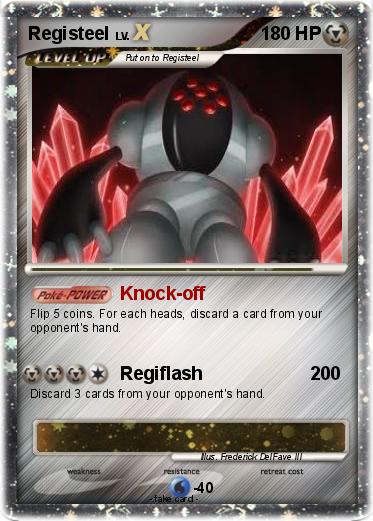 Registeel LV. X 180 HP
LEVEL UP Put on to Registeel
Poké-POWER Knock-off
Flip 5 coins. For each heads, discard a card from your
opponent's hand.
Regiflash 200
Discard 3 cards from your opponent's hand.
Illus. Frederick DelFave III
weakness resistance retreat cost
-40
- fake card -